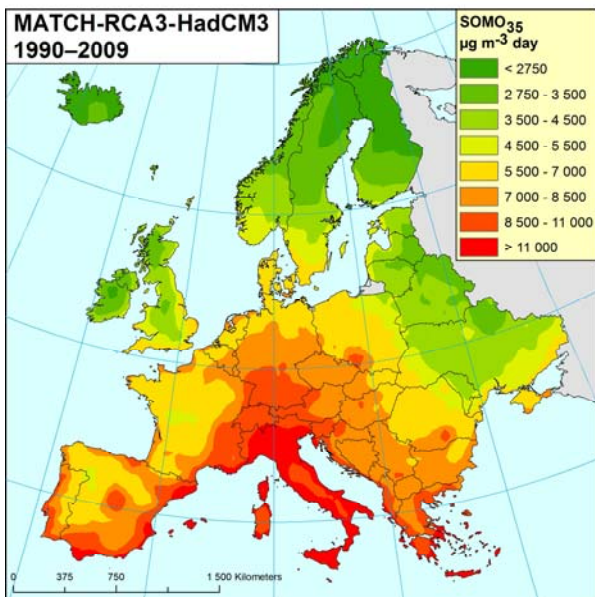 MATCH-RCA3-HadCM3
1990–2009
SOMO₃₅
µg m⁻³ day
< 2750
2 750 - 3 500
3 500 - 4 500
4 500 - 5 500
5 500 - 7 000
7 000 - 8 500
8 500 - 11 000
> 11 000
0 375 750 1 500 Kilometers